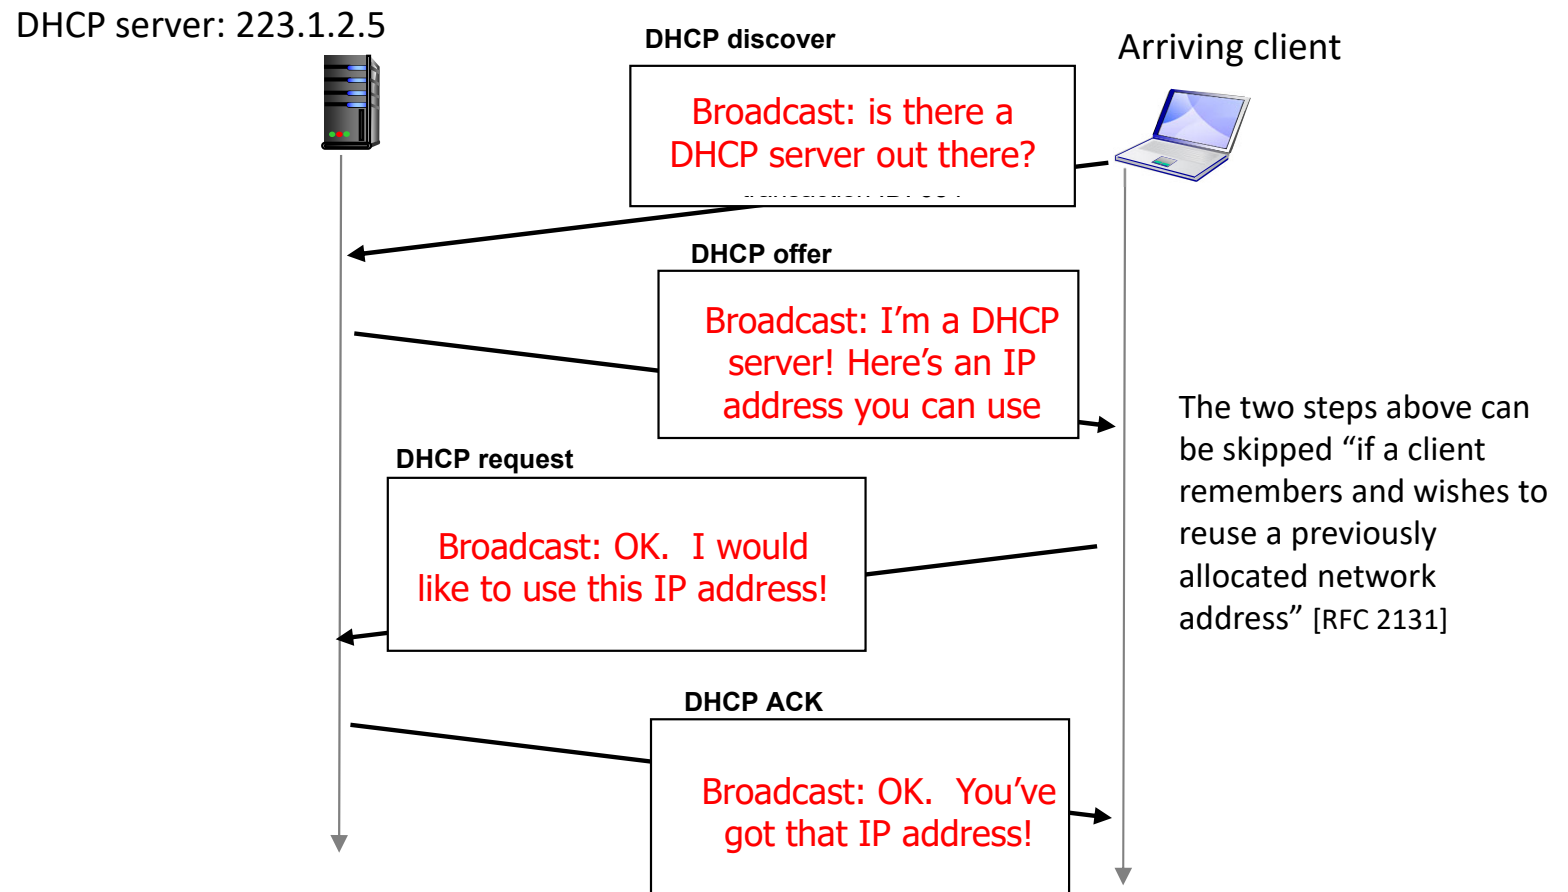 DHCP server: 223.1.2.5
DHCP discover
Arriving client
Broadcast: is there a
DHCP server out there?
DHCP offer
Broadcast: I’m a DHCP
server! Here’s an IP
address you can use
The two steps above can
be skipped “if a client
remembers and wishes to
reuse a previously
allocated network
address” [RFC 2131]
DHCP request
Broadcast: OK.  I would
like to use this IP address!
DHCP ACK
Broadcast: OK.  You’ve
got that IP address!